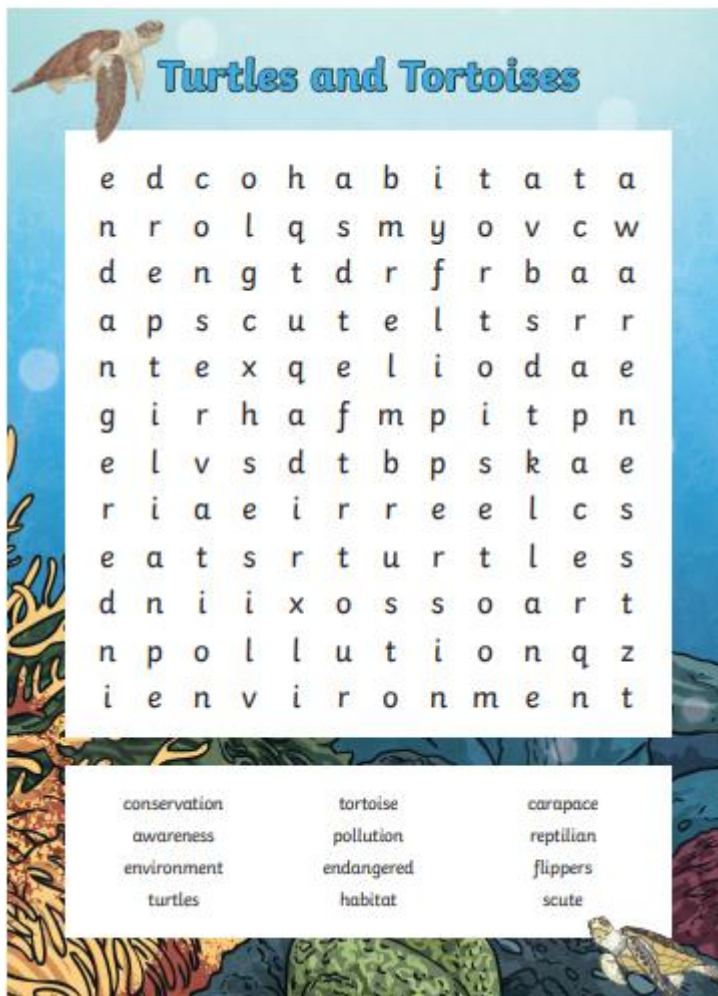 Turtles and Tortoises
e d c o h a b i t a t a
n r o l q s m y o v c w
d e n g t d r f r b a a
a p s c u t e l t s r r
n t e x q e l i o d a e
g i r h a f m p i t p n
e l v s d t b p s k a e
r i a e i r r e e l c s
e a t s r t u r t l e s
d n i i x o s s o a r t
n p o l l u t i o n q z
i e n v i r o n m e n t
conservation tortoise carapace
awareness pollution reptilian
environment endangered flippers
turtles habitat scute